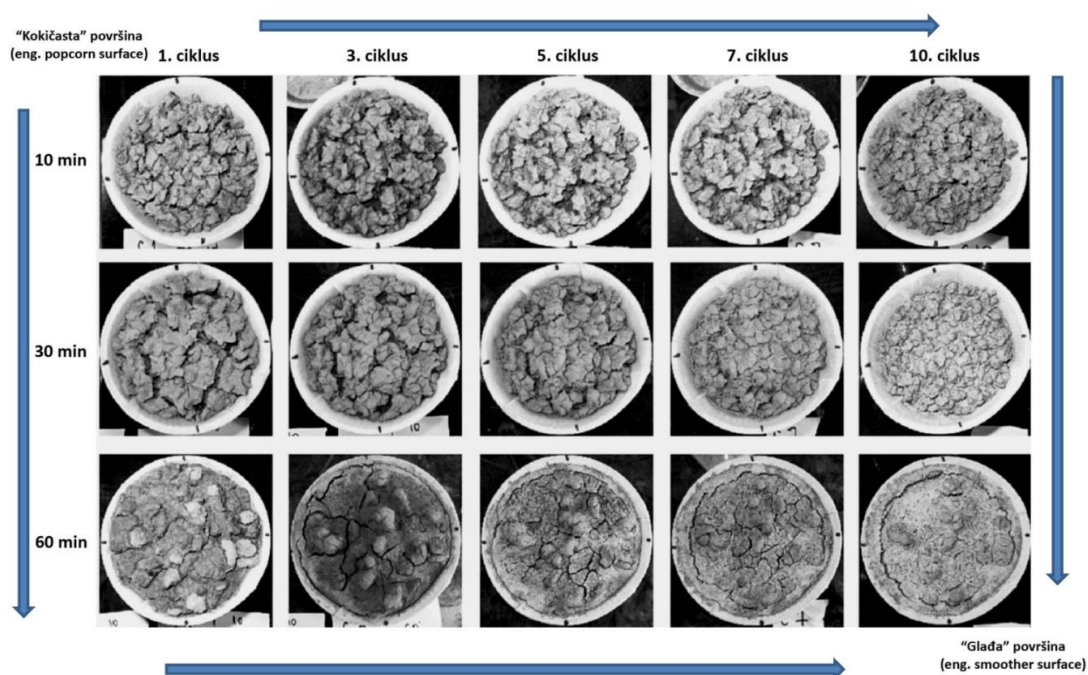 “Kokičasta” površina
(eng. popcorn surface)
1. ciklus
3. ciklus
5. ciklus
7. ciklus
10. ciklus
10 min
30 min
60 min
“Glađa” površina
(eng. smoother surface)